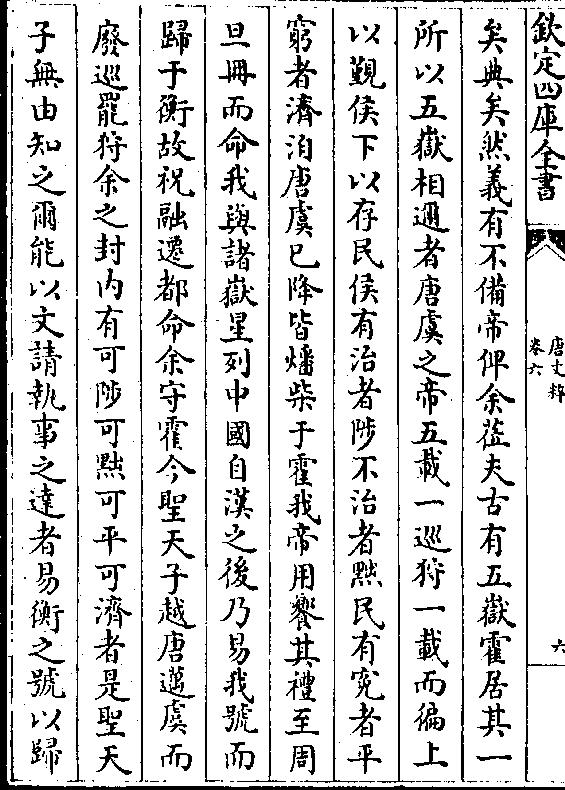 欽定四庫全書
唐文粹
卷六
六
矣典矣然義有不備帝俾余莅夫古有五嶽霍居其一
所以五嶽相邇者唐虞之帝五載一巡狩一載而徧上
以觀侯下以存民侯有治者陟不治者黜民有寃者平
窮者濟洎唐虞已降皆燔柴于霍我帝用饗其禮至周
旦冊而命我與諸嶽星列中國自漢之後乃易我號而
歸于衡故祝融遷都命余守霍今聖天子越唐邁虞而
廢巡罷狩余之封内有可陟可黜可平可濟者是聖天
子無由知之爾能以文請執事之達者易衡之號以歸